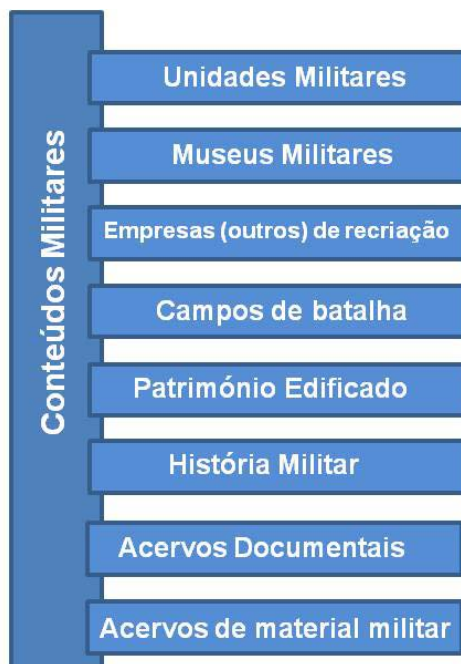 Conteúdos Militares
Unidades Militares
Museus Militares
Empresas (outros) de recriação
Campos de batalha
Património Edificado
História Militar
Acervos Documentais
Acervos de material militar